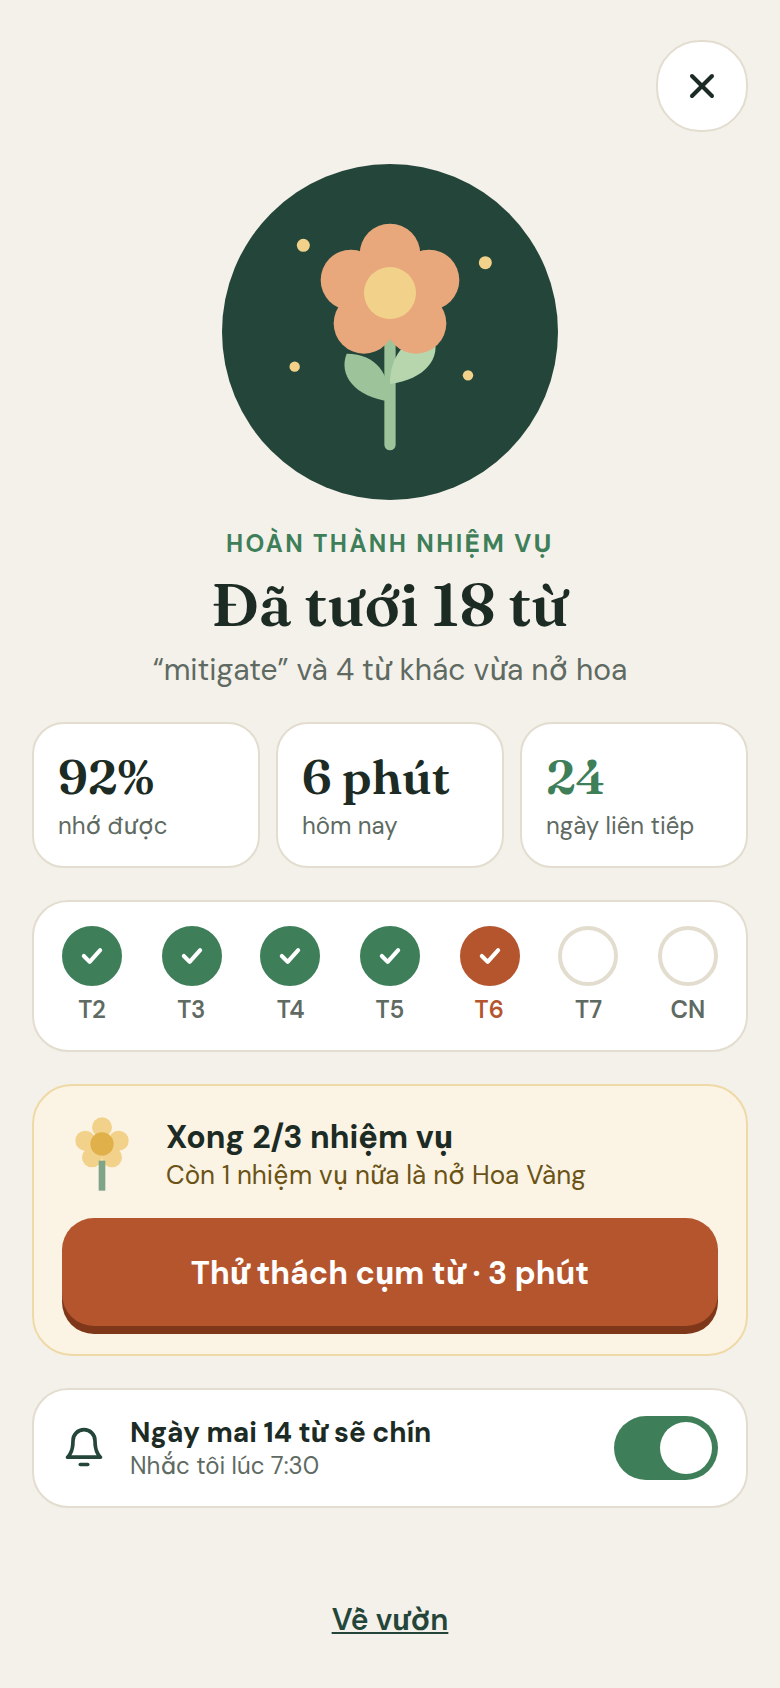 HOÀN THÀNH NHIỆM VỤ
Đã tưới 18 từ
“mitigate” và 4 từ khác vừa nở hoa
92%
nhớ được
6 phút
hôm nay
24
ngày liên tiếp
T2
T3
T4
T5
T6
T7
CN
Xong 2/3 nhiệm vụ
Còn 1 nhiệm vụ nữa là nở Hoa Vàng
Thử thách cụm từ · 3 phút
Ngày mai 14 từ sẽ chín
Nhắc tôi lúc 7:30
Về vườn